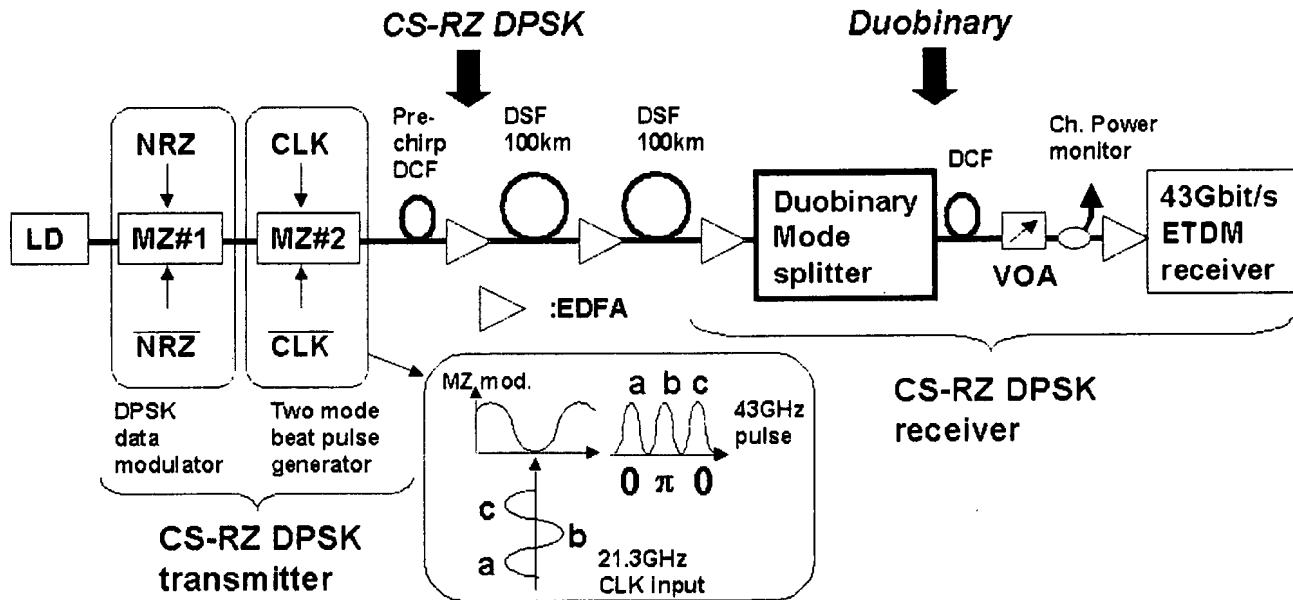 CS-RZ DPSK
Duobinary
Pre-
chirp
DCF
DSF
100km
DSF
100km
Ch. Power
monitor
DCF
NRZ
CLK
LD
MZ#1
MZ#2
Duobinary
Mode
splitter
VOA
43Gbit/s
ETDM
receiver
:EDFA
NRZ
CLK
DPSK
data
modulator
Two mode
beat pulse
generator
CS-RZ DPSK
transmitter
MZ mod.
a b c
43GHz
pulse
0 π 0
c
b
a
21.3GHz
CLK input
CS-RZ DPSK
receiver